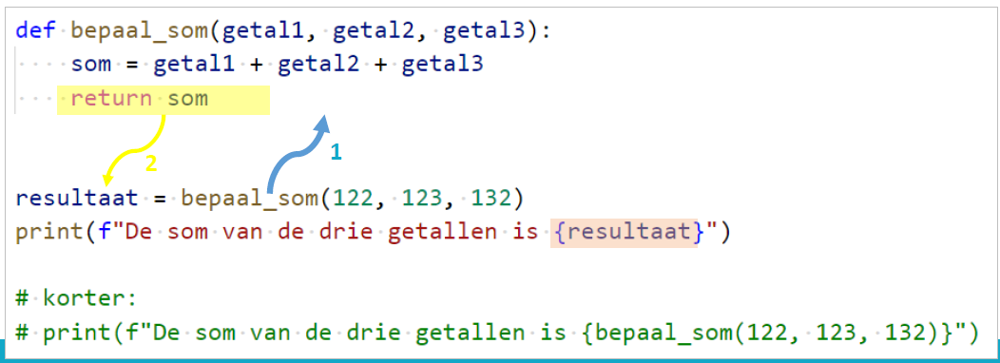 def bepaal_som(getal1, getal2, getal3):
    som = getal1 + getal2 + getal3
    return som
1
2
resultaat = bepaal_som(122, 123, 132)
print(f"De som van de drie getallen is {resultaat}")
# korter:
# print(f"De som van de drie getallen is {bepaal_som(122, 123, 132)}")